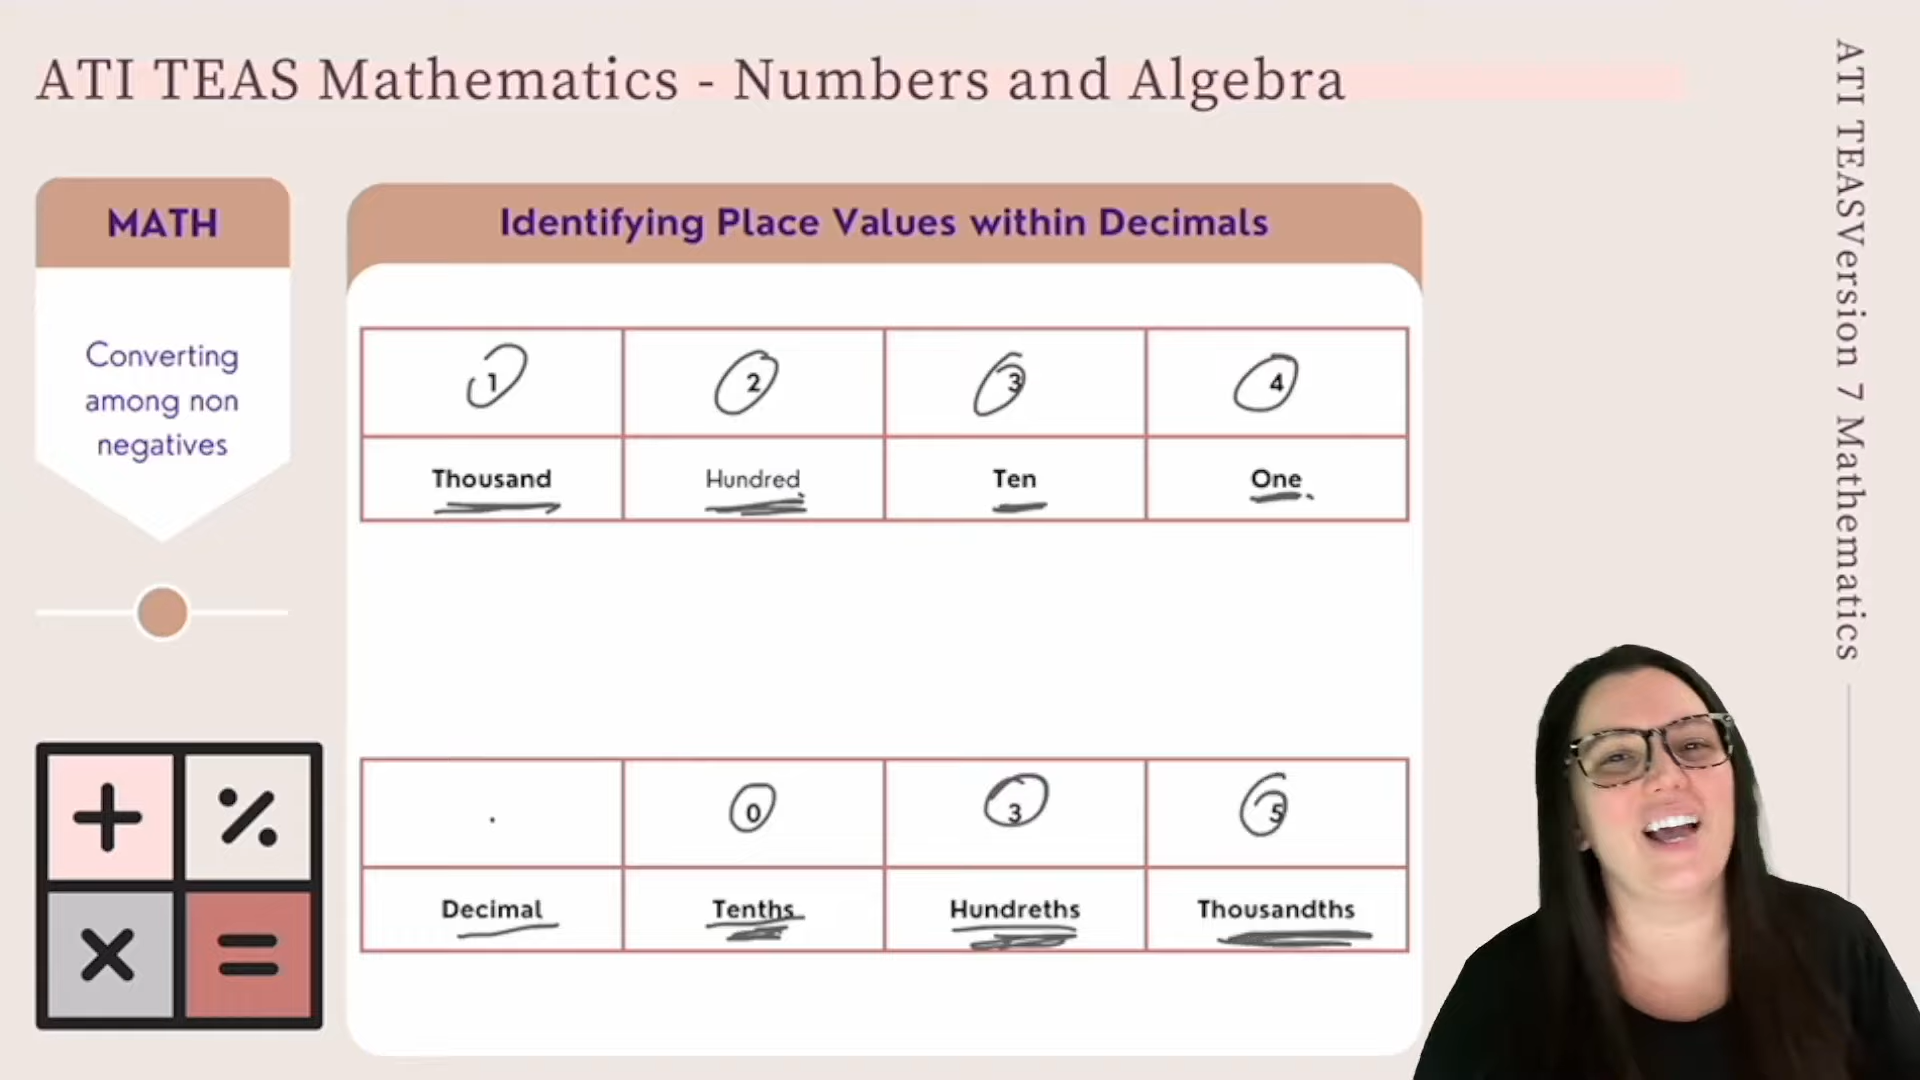 ATI TEAS Mathematics - Numbers and Algebra
MATH
Converting
among non
negatives
Identifying Place Values within Decimals
1 2 3 4
Thousand Hundred Ten One
. 0 3 5
Decimal Tenths Hundreths Thousandths
+ %
× =
ATI TEASVersion 7 Mathematics